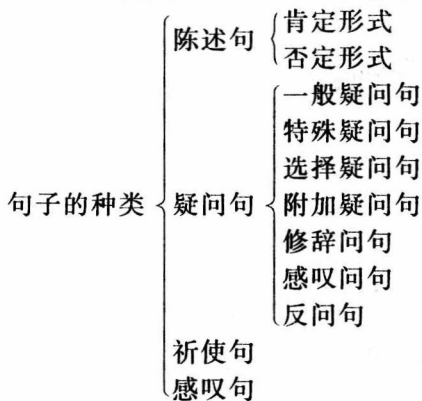 陈述句
肯定形式
否定形式
句子的种类
疑问句
一般疑问句
特殊疑问句
选择疑问句
附加疑问句
修辞问句
感叹问句
反问句
祈使句
感叹句